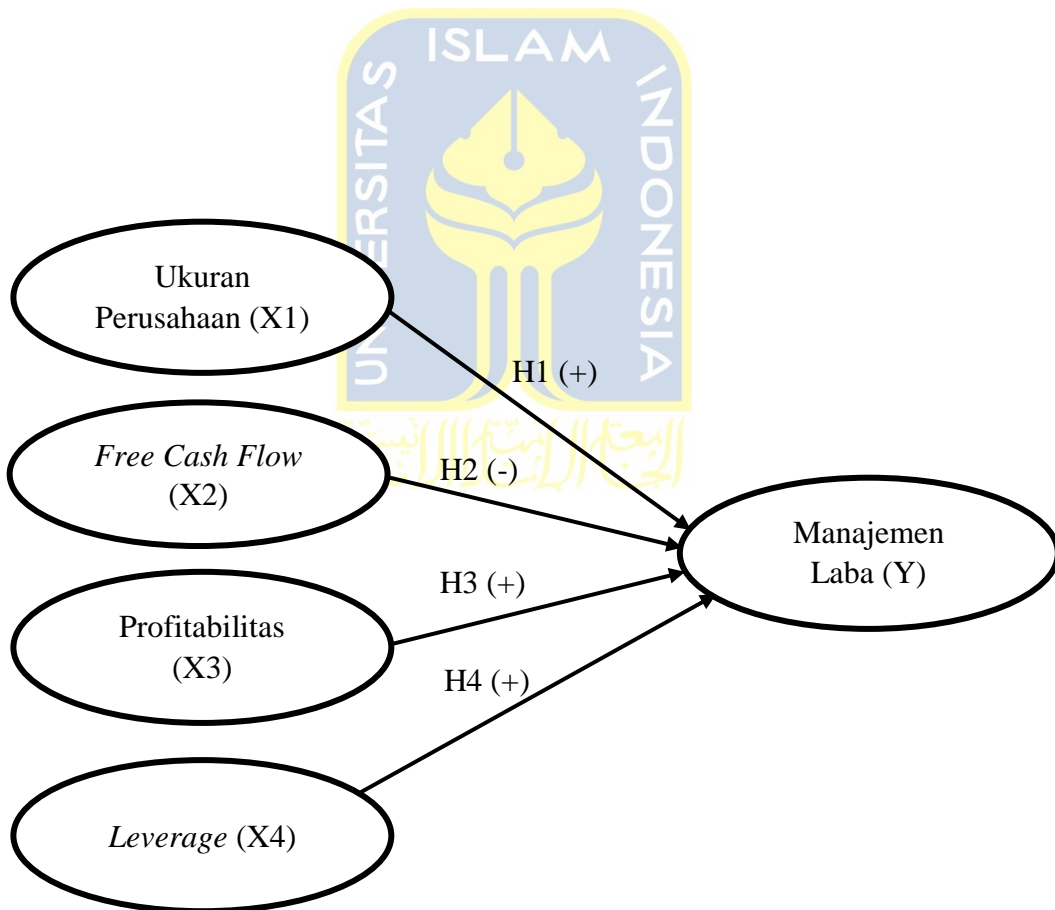 UNIVERSITAS
ISLAM
INDONESIA
Ukuran
Perusahaan (X1)
H1 (+)
Free Cash Flow
(X2)
H2 (-)
Manajemen
Laba (Y)
H3 (+)
Profitabilitas
(X3)
H4 (+)
Leverage (X4)